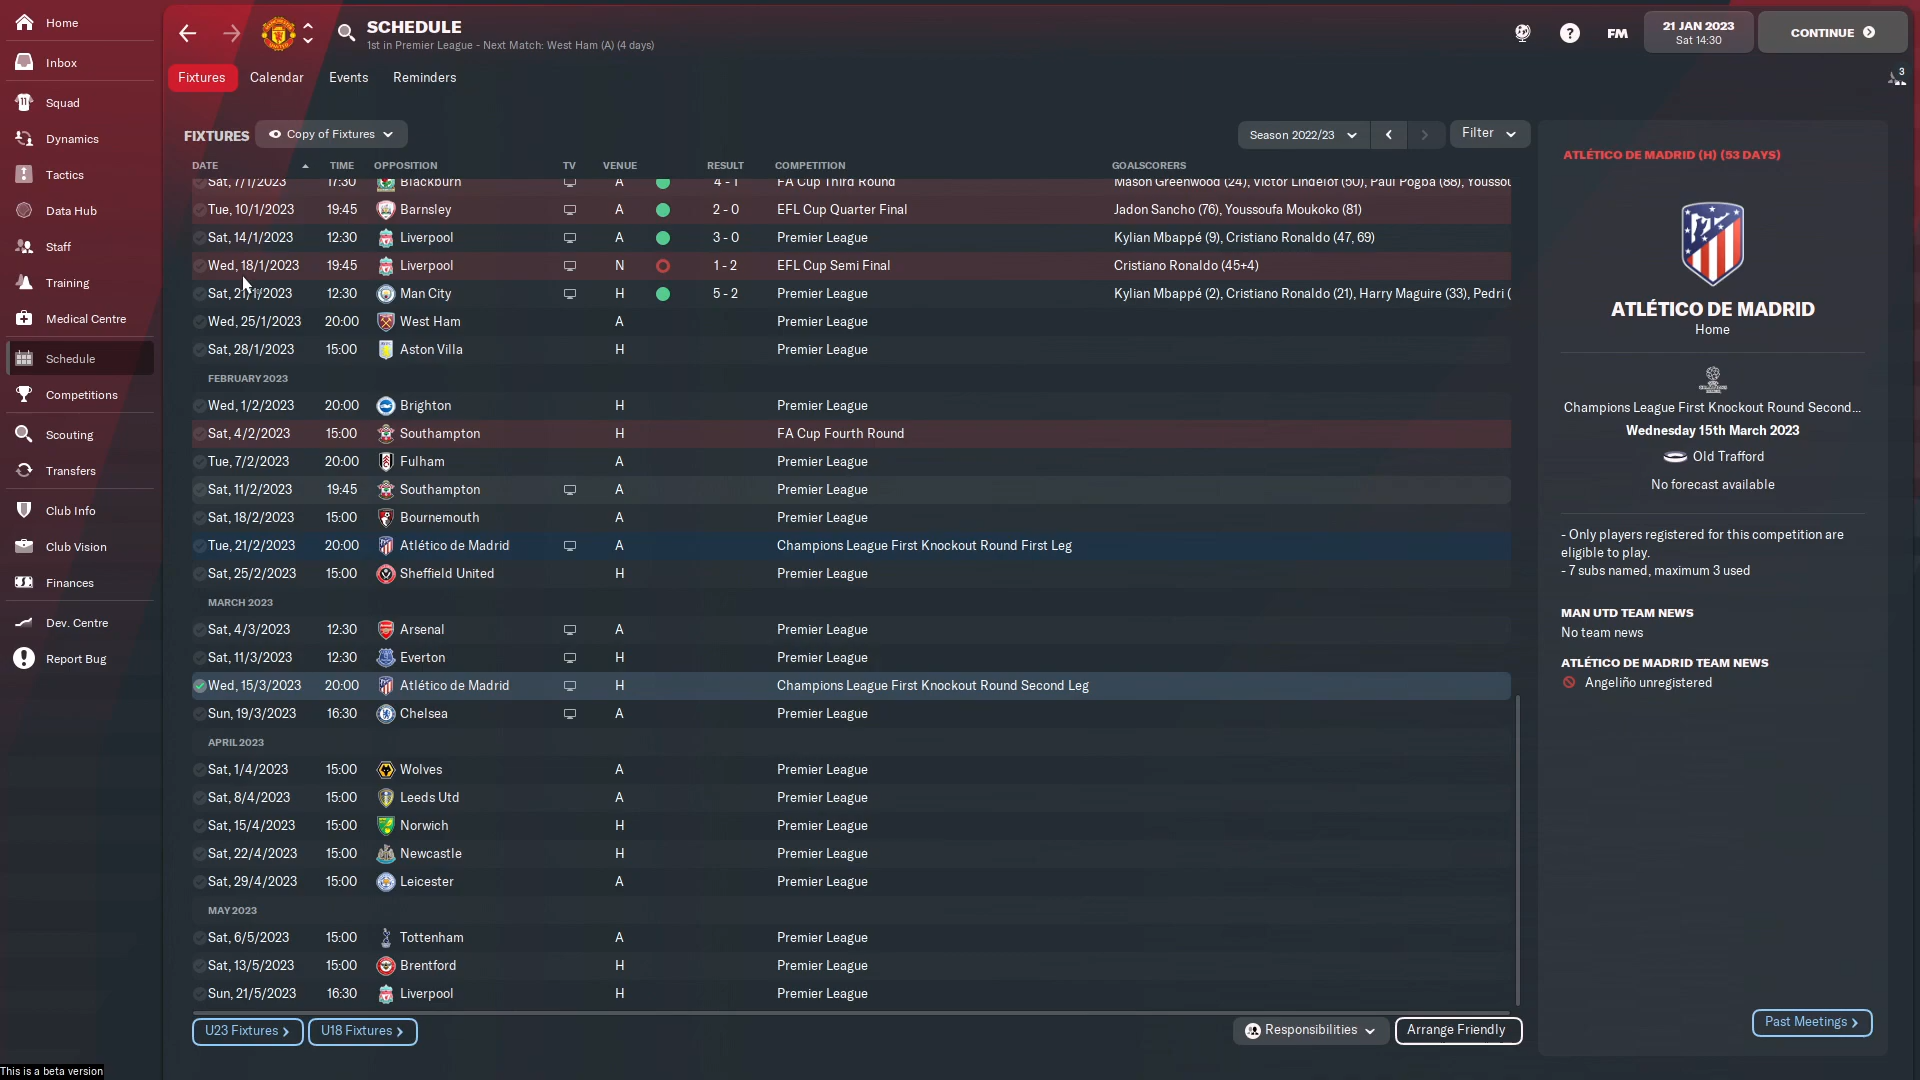 Home
Inbox
Squad
Dynamics
Tactics
Data Hub
Staff
Training
Medical Centre
Schedule
Competitions
Scouting
Transfers
Club Info
Club Vision
Finances
Dev. Centre
Report Bug
This is a beta version
SCHEDULE
1st in Premier League - Next Match: West Ham (A) (4 days)
FM
21 JAN 2023
Sat 14:30
CONTINUE
3
Fixtures Calendar Events Reminders
FIXTURES Copy of Fixtures Season 2022/23 Filter
DATE TIME OPPOSITION TV VENUE RESULT COMPETITION GOALSCORERS
Sat, 7/1/2023 17:30 Blackburn A 4 - 1 FA Cup Third Round Mason Greenwood (24), Victor Lindelöf (50), Paul Pogba (88), Youssou
Tue, 10/1/2023 19:45 Barnsley A 2 - 0 EFL Cup Quarter Final Jadon Sancho (76), Youssoufa Moukoko (81)
Sat, 14/1/2023 12:30 Liverpool A 3 - 0 Premier League Kylian Mbappé (9), Cristiano Ronaldo (47, 69)
Wed, 18/1/2023 19:45 Liverpool N 1 - 2 EFL Cup Semi Final Cristiano Ronaldo (45+4)
Sat, 21/1/2023 12:30 Man City H 5 - 2 Premier League Kylian Mbappé (2), Cristiano Ronaldo (21), Harry Maguire (33), Pedri (
Wed, 25/1/2023 20:00 West Ham A Premier League
Sat, 28/1/2023 15:00 Aston Villa H Premier League
FEBRUARY 2023
Wed, 1/2/2023 20:00 Brighton H Premier League
Sat, 4/2/2023 15:00 Southampton H FA Cup Fourth Round
Tue, 7/2/2023 20:00 Fulham A Premier League
Sat, 11/2/2023 19:45 Southampton A Premier League
Sat, 18/2/2023 15:00 Bournemouth A Premier League
Tue, 21/2/2023 20:00 Atlético de Madrid A Champions League First Knockout Round First Leg
Sat, 25/2/2023 15:00 Sheffield United H Premier League
MARCH 2023
Sat, 4/3/2023 12:30 Arsenal A Premier League
Sat, 11/3/2023 12:30 Everton H Premier League
Wed, 15/3/2023 20:00 Atlético de Madrid H Champions League First Knockout Round Second Leg
Sun, 19/3/2023 16:30 Chelsea A Premier League
APRIL 2023
Sat, 1/4/2023 15:00 Wolves A Premier League
Sat, 8/4/2023 15:00 Leeds Utd A Premier League
Sat, 15/4/2023 15:00 Norwich H Premier League
Sat, 22/4/2023 15:00 Newcastle H Premier League
Sat, 29/4/2023 15:00 Leicester A Premier League
MAY 2023
Sat, 6/5/2023 15:00 Tottenham A Premier League
Sat, 13/5/2023 15:00 Brentford H Premier League
Sun, 21/5/2023 16:30 Liverpool H Premier League
U23 Fixtures U18 Fixtures Responsibilities Arrange Friendly
ATLÉTICO DE MADRID (H) (53 DAYS)
ATLÉTICO DE MADRID
Home
Champions League First Knockout Round Second...
Wednesday 15th March 2023
Old Trafford
No forecast available
- Only players registered for this competition are
eligible to play.
- 7 subs named, maximum 3 used
MAN UTD TEAM NEWS
No team news
ATLÉTICO DE MADRID TEAM NEWS
Angeliño unregistered
Past Meetings